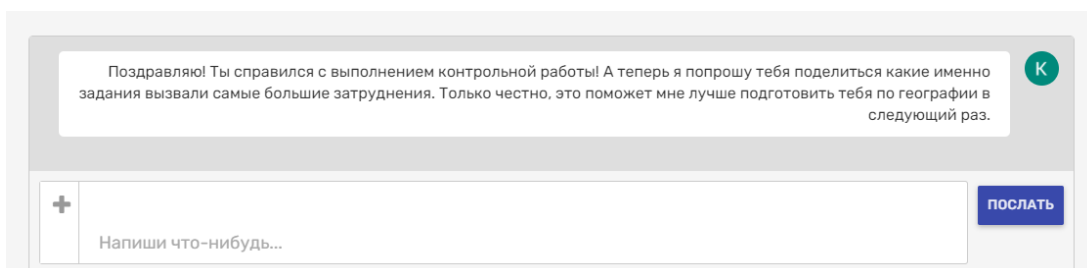 Поздравляю! Ты справился с выполнением контрольной работы! А теперь я попрошу тебя поделиться какие именно
задания вызвали самые большие затруднения. Только честно, это поможет мне лучше подготовить тебя по географии в
следующий раз.
К
+
ПОСЛАТЬ
Напиши что-нибудь...